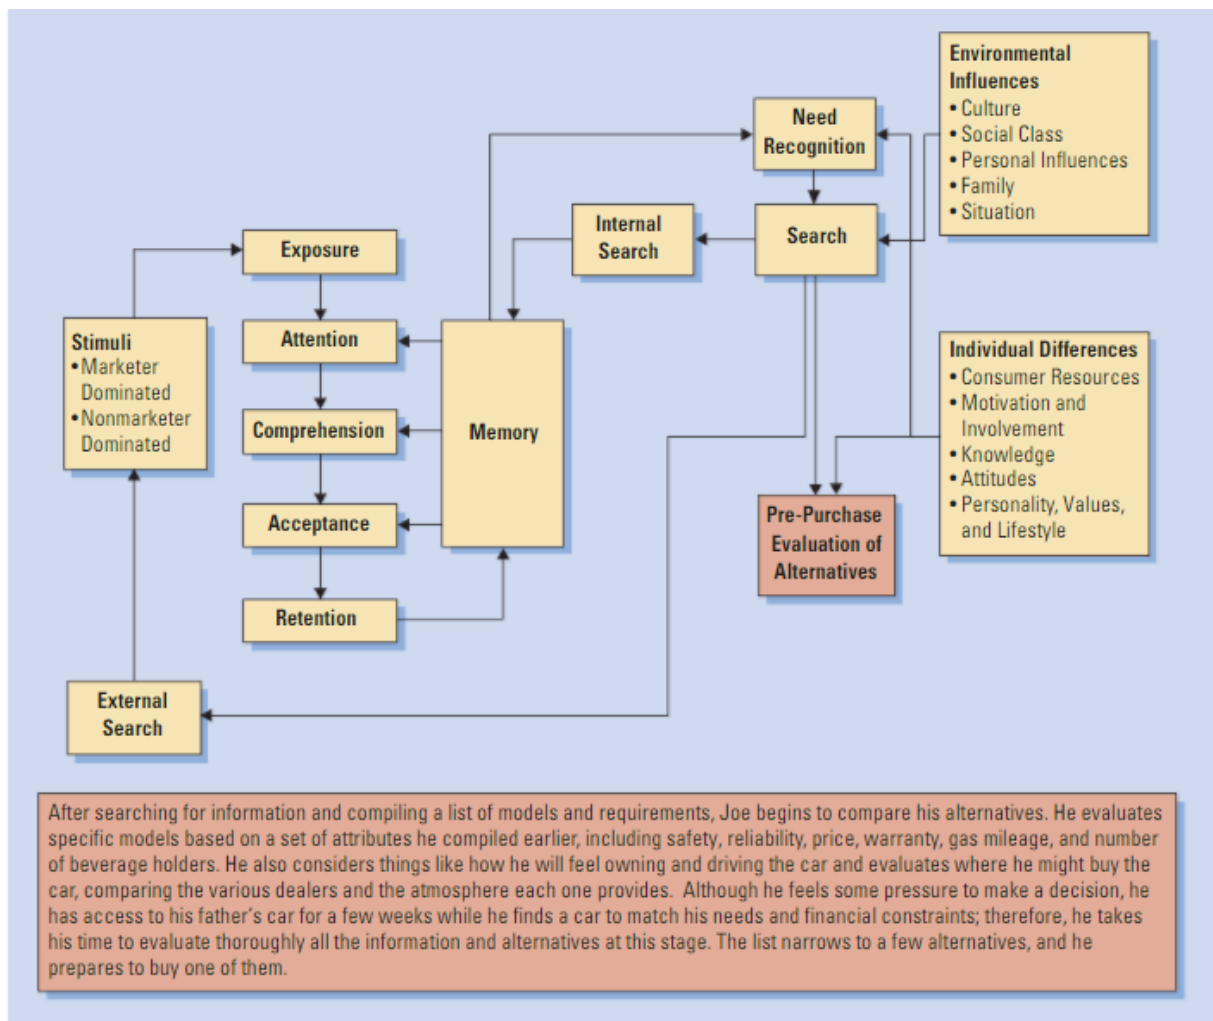 Environmental
Influences
• Culture
• Social Class
• Personal Influences
• Family
• Situation
Need
Recognition
Internal
Search
Search
Exposure
Stimuli
• Marketer
Dominated
• Nonmarketer
Dominated
Attention
Comprehension
Memory
Acceptance
Retention
Individual Differences
• Consumer Resources
• Motivation and
Involvement
• Knowledge
• Attitudes
• Personality, Values,
and Lifestyle
Pre-Purchase
Evaluation of
Alternatives
External
Search
After searching for information and compiling a list of models and requirements, Joe begins to compare his alternatives. He evaluates
specific models based on a set of attributes he compiled earlier, including safety, reliability, price, warranty, gas mileage, and number
of beverage holders. He also considers things like how he will feel owning and driving the car and evaluates where he might buy the
car, comparing the various dealers and the atmosphere each one provides. Although he feels some pressure to make a decision, he
has access to his father's car for a few weeks while he finds a car to match his needs and financial constraints; therefore, he takes
his time to evaluate thoroughly all the information and alternatives at this stage. The list narrows to a few alternatives, and he
prepares to buy one of them.